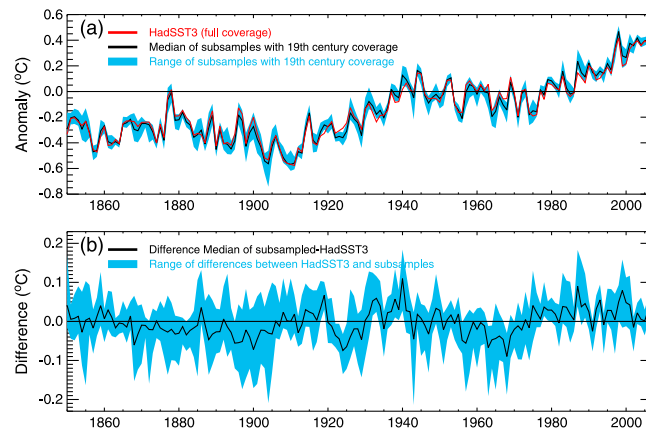 (a)
HadSST3 (full coverage)
Median of subsamples with 19th century coverage
Range of subsamples with 19th century coverage
Anomaly (ºC)
0.6
0.4
0.2
0.0
-0.2
-0.4
-0.6
-0.8
1860 1880 1900 1920 1940 1960 1980 2000
(b)
Difference Median of subsampled-HadSST3
Range of differences between HadSST3 and subsamples
Difference (ºC)
0.2
0.1
0.0
-0.1
-0.2
1860 1880 1900 1920 1940 1960 1980 2000